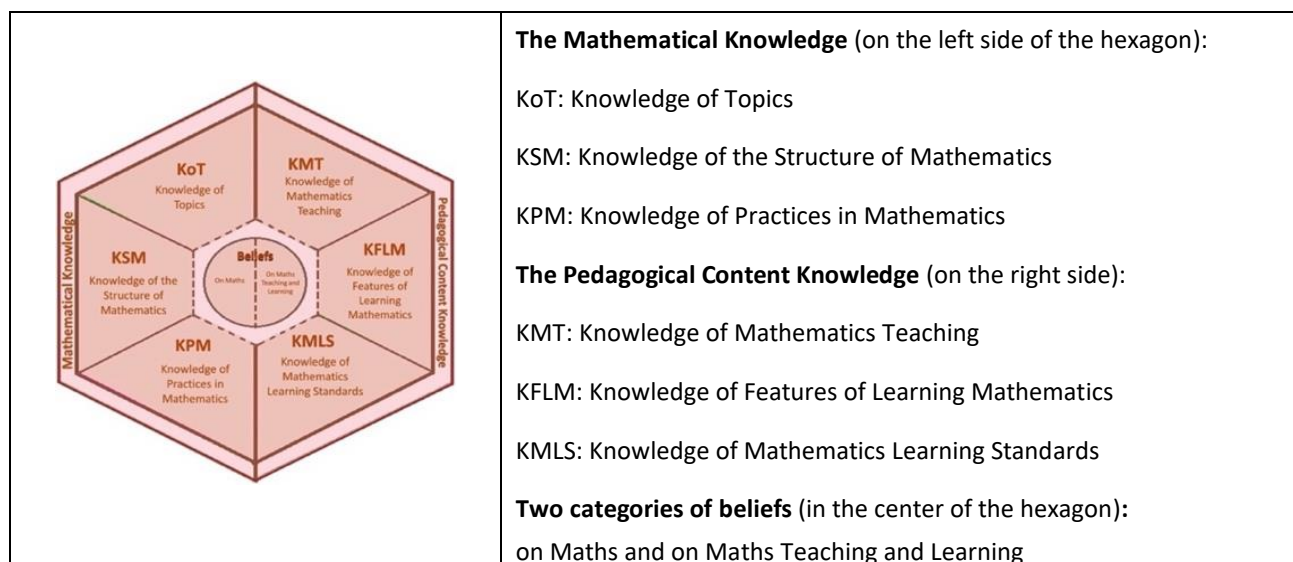 Mathematical Knowledge
KoT
Knowledge of
Topics
KMT
Knowledge of
Mathematics
Teaching
KSM
Knowledge of the
Structure of
Mathematics
Beliefs
On Maths
On Maths
Teaching and
Learning
KFLM
Knowledge of
Features of
Learning
Mathematics
KPM
Knowledge of
Practices in
Mathematics
KMLS
Knowledge of
Mathematics
Learning Standards
Pedagogical Content Knowledge
The Mathematical Knowledge (on the left side of the hexagon):
KoT: Knowledge of Topics
KSM: Knowledge of the Structure of Mathematics
KPM: Knowledge of Practices in Mathematics
The Pedagogical Content Knowledge (on the right side):
KMT: Knowledge of Mathematics Teaching
KFLM: Knowledge of Features of Learning Mathematics
KMLS: Knowledge of Mathematics Learning Standards
Two categories of beliefs (in the center of the hexagon):
on Maths and on Maths Teaching and Learning